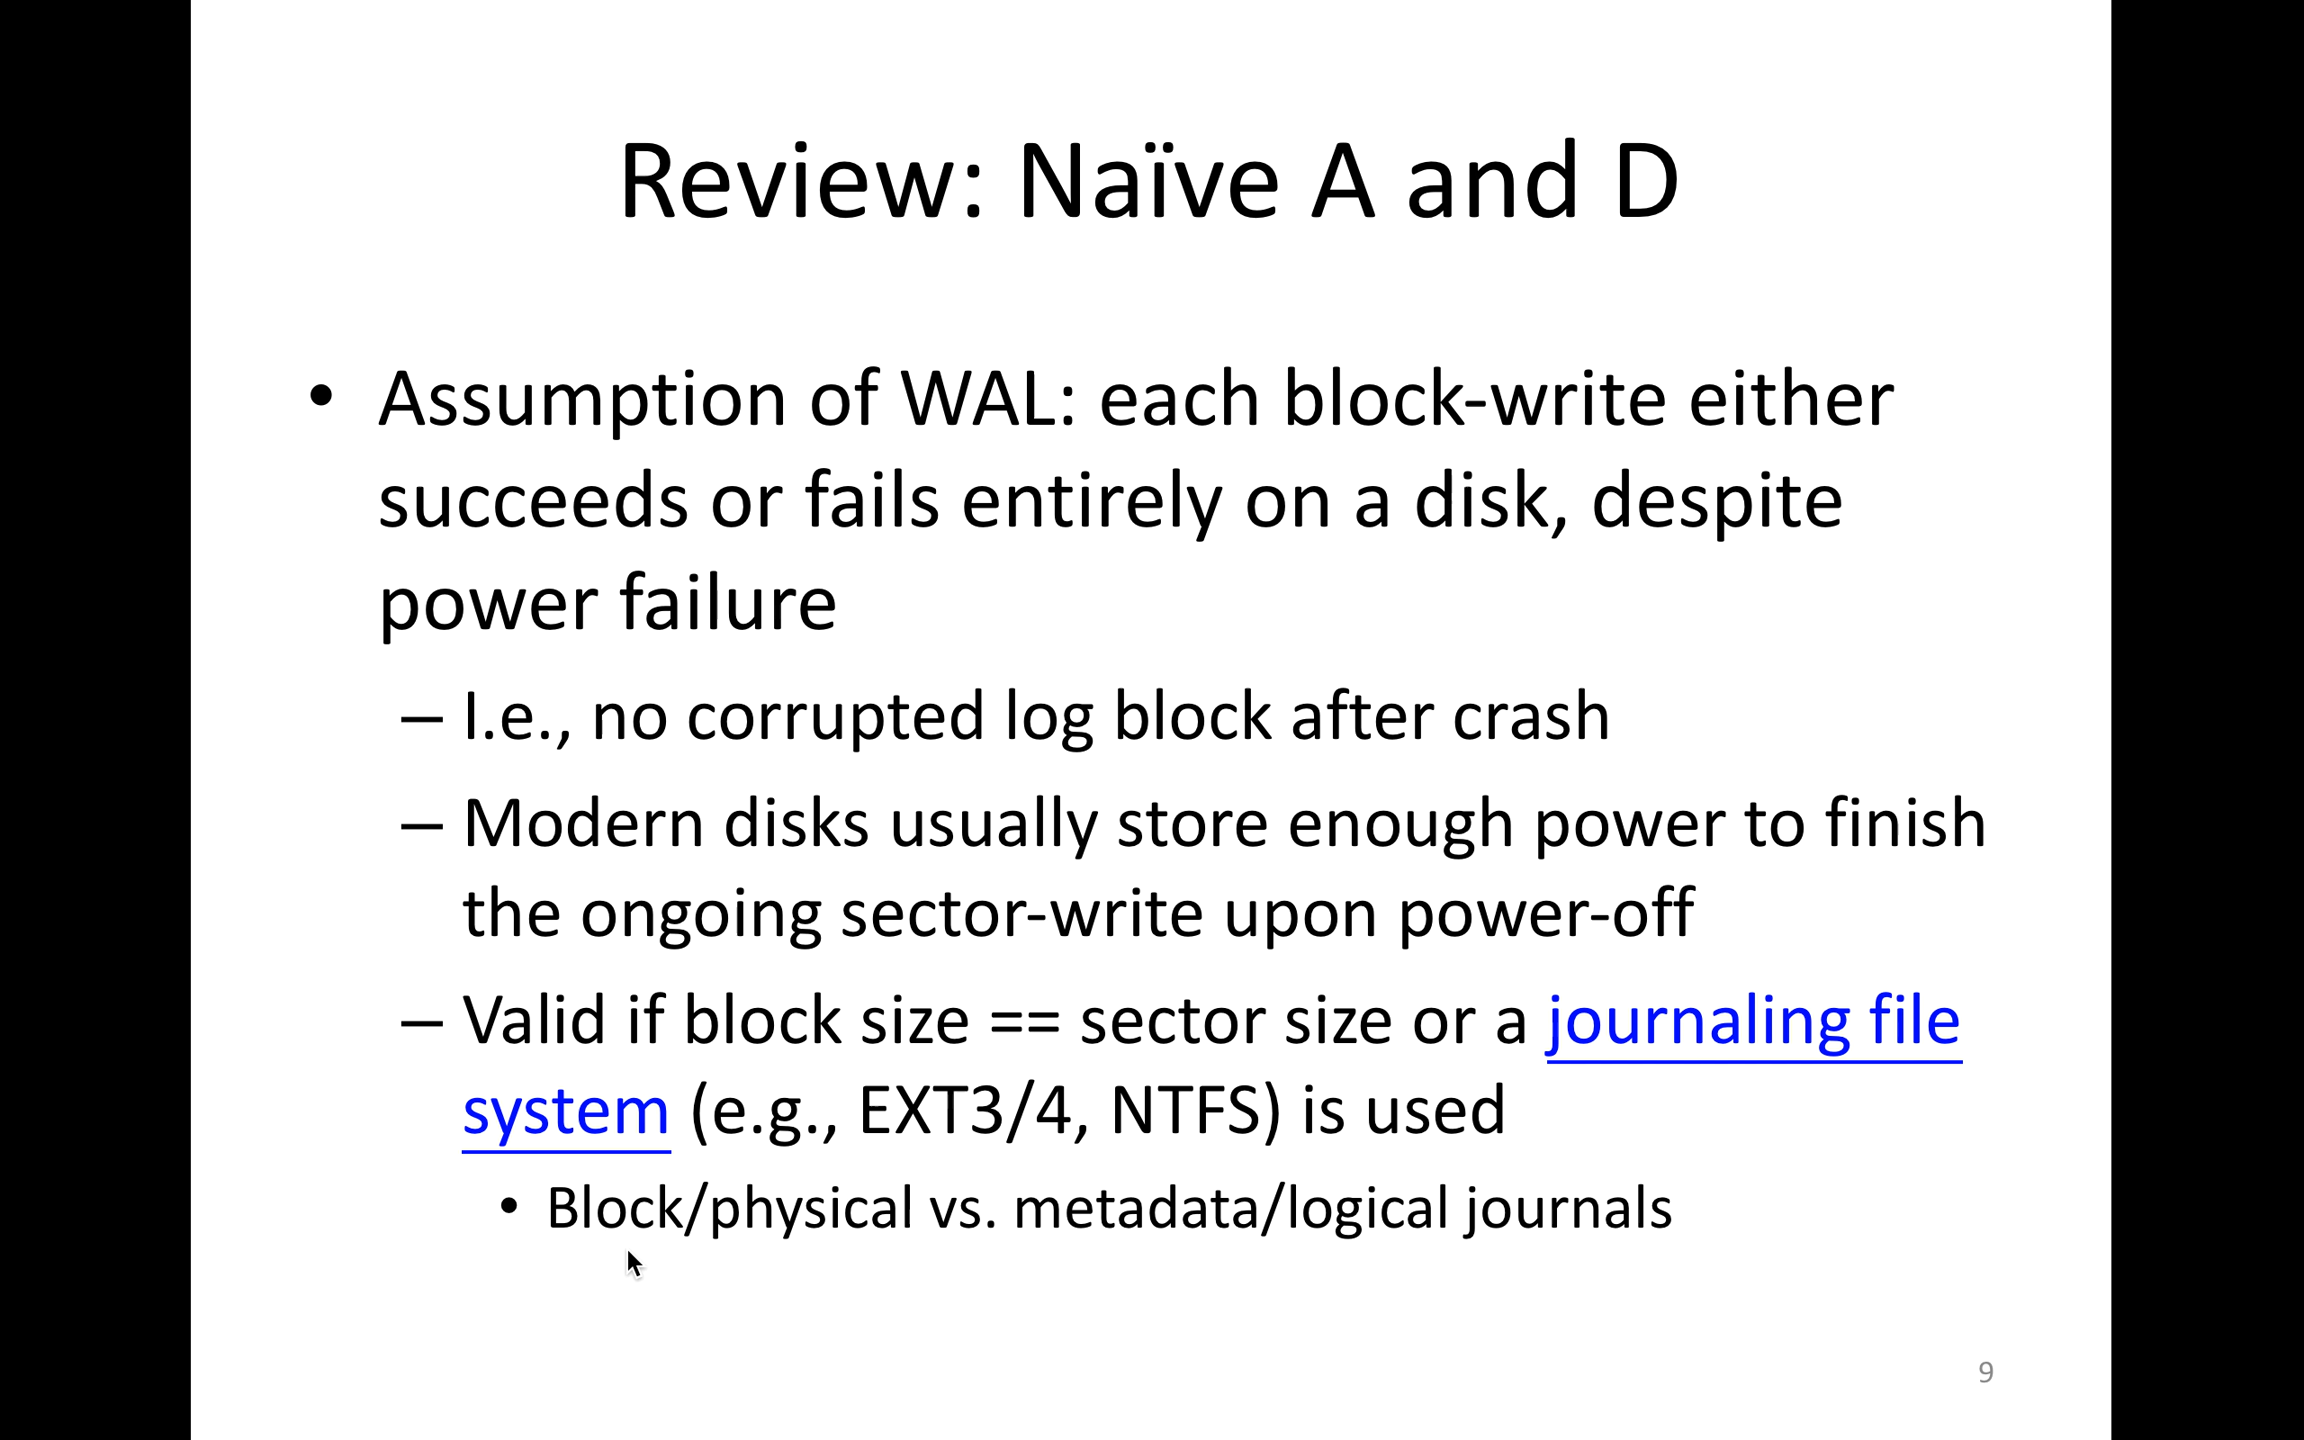 Review: Naïve A and D
• Assumption of WAL: each block-write either
succeeds or fails entirely on a disk, despite
power failure
– I.e., no corrupted log block after crash
– Modern disks usually store enough power to finish
the ongoing sector-write upon power-off
– Valid if block size == sector size or a journaling file
system (e.g., EXT3/4, NTFS) is used
• Block/physical vs. metadata/logical journals
9